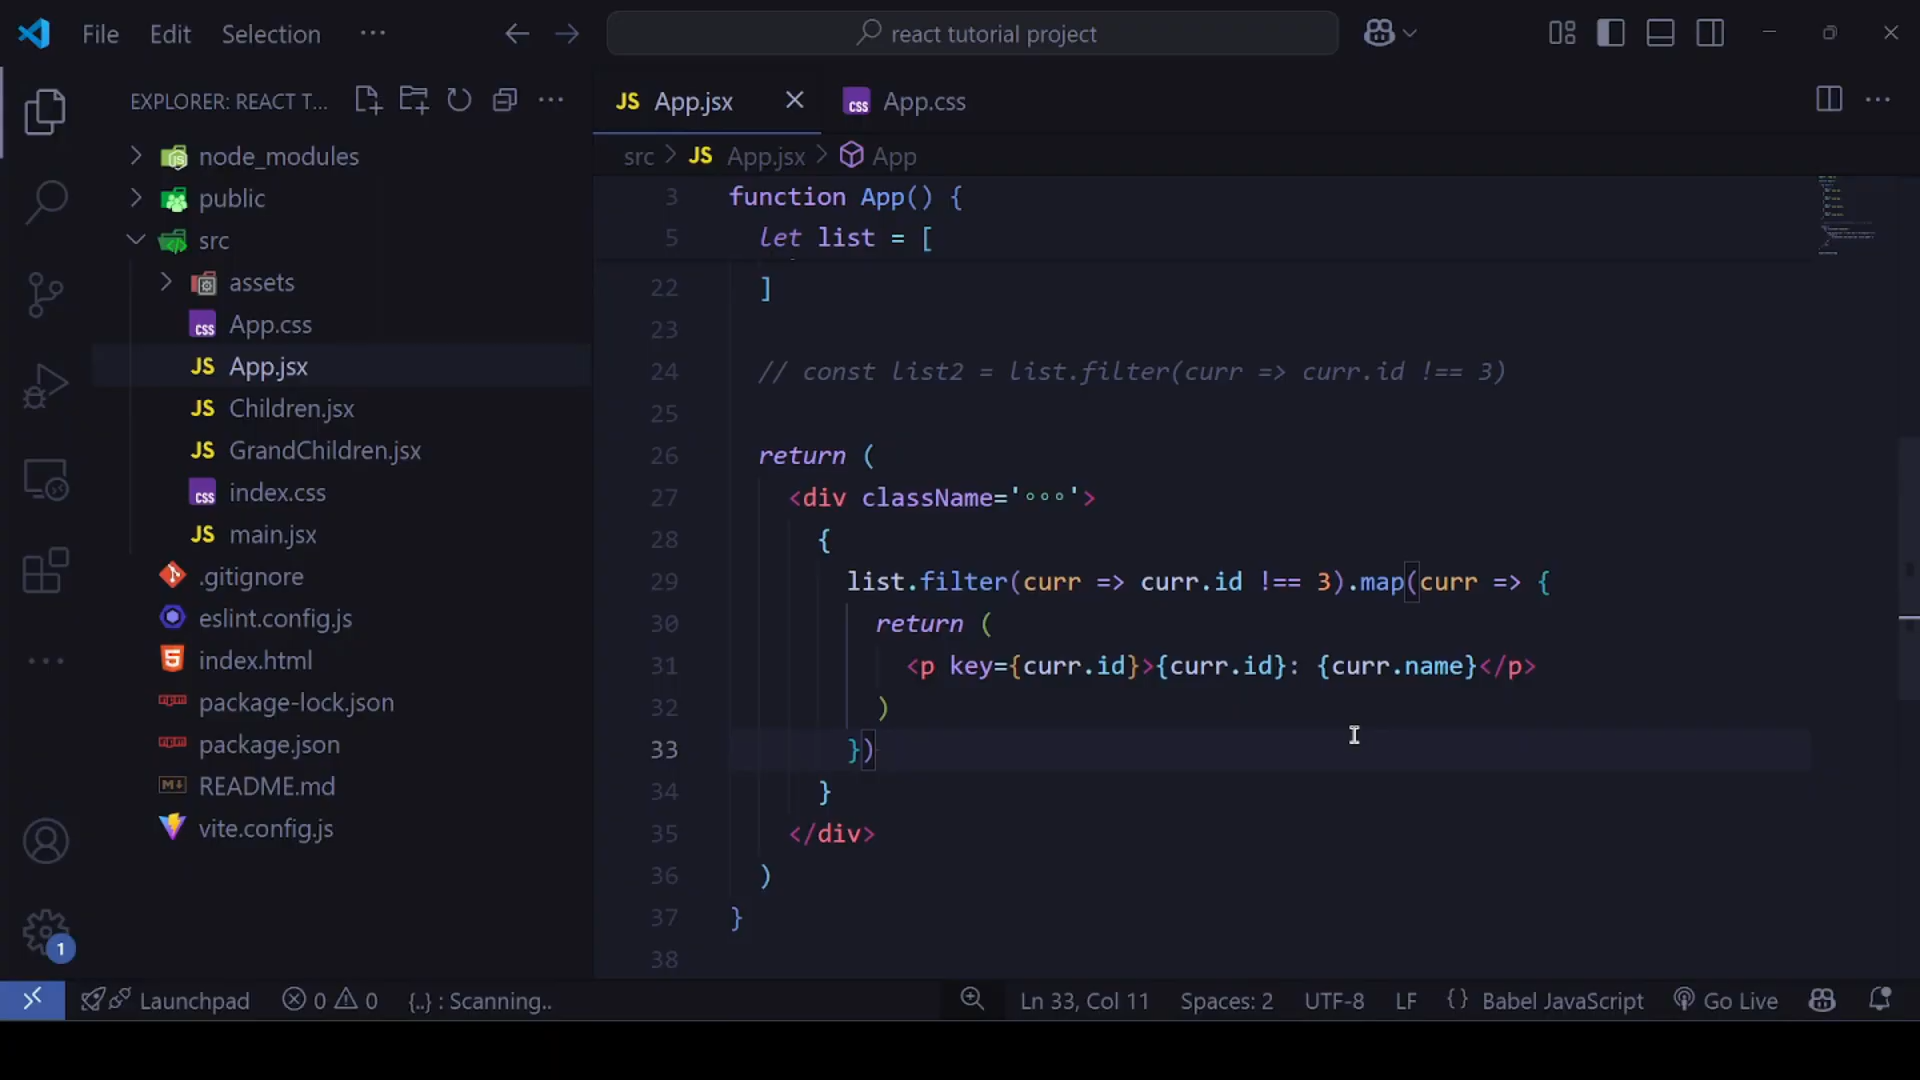 File Edit Selection ··· react tutorial project
EXPLORER: REACT T...
node_modules
public
src
assets
App.css
App.jsx
Children.jsx
GrandChildren.jsx
index.css
main.jsx
.gitignore
eslint.config.js
index.html
package-lock.json
package.json
README.md
vite.config.js
1
JS App.jsx
css App.css
src > JS App.jsx > App
3 function App() {
5 let list = [
22 ]
23
24 // const list2 = list.filter(curr => curr.id !== 3)
25
26 return (
27 <div className='∘∘∘'>
28 {
29 list.filter(curr => curr.id !== 3).map(curr => {
30 return (
31 <p key={curr.id}>{curr.id}: {curr.name}</p>
32 )
33 })
34 }
35 </div>
36 )
37 }
38
Launchpad 0 0 {..} : Scanning.. Ln 33, Col 11 Spaces: 2 UTF-8 LF {} Babel JavaScript Go Live